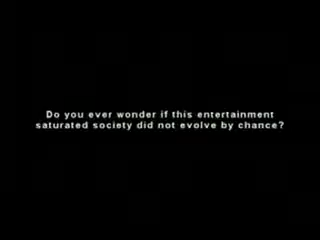 Do you ever wonder if this entertainment
saturated society did not evolve by chance?